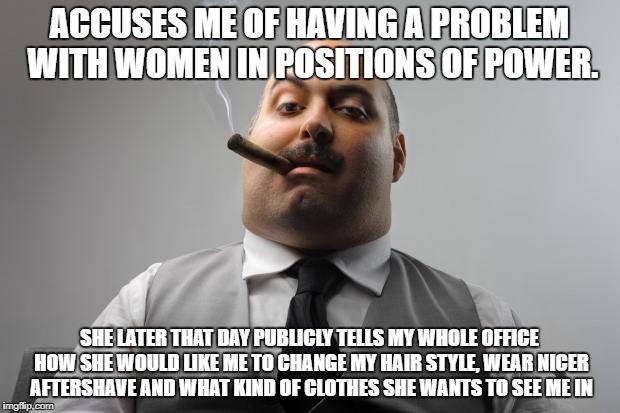 ACCUSES ME OF HAVING A PROBLEM
WITH WOMEN IN POSITIONS OF POWER.
SHE LATER THAT DAY PUBLICLY TELLS MY WHOLE OFFICE
HOW SHE WOULD LIKE ME TO CHANGE MY HAIR STYLE, WEAR NICER
AFTERSHAVE AND WHAT KIND OF CLOTHES SHE WANTS TO SEE ME IN
imgflip.com